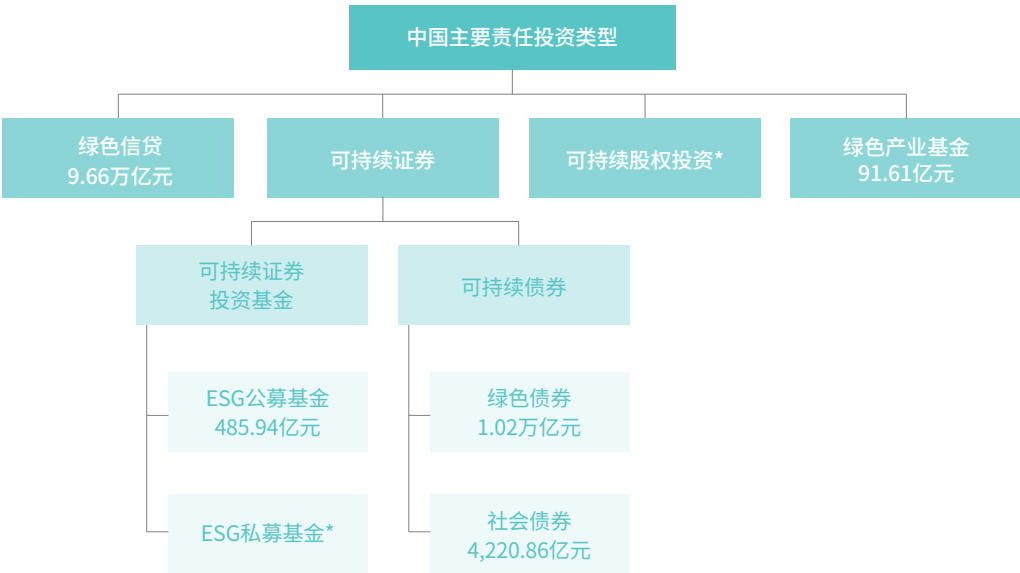 中国主要责任投资类型
绿色信贷
9.66万亿元
可持续证券
可持续股权投资*
绿色产业基金
91.61亿元
可持续证券
投资基金
可持续债券
ESG公募基金
485.94亿元
绿色债券
1.02万亿元
ESG私募基金*
社会债券
4,220.86亿元